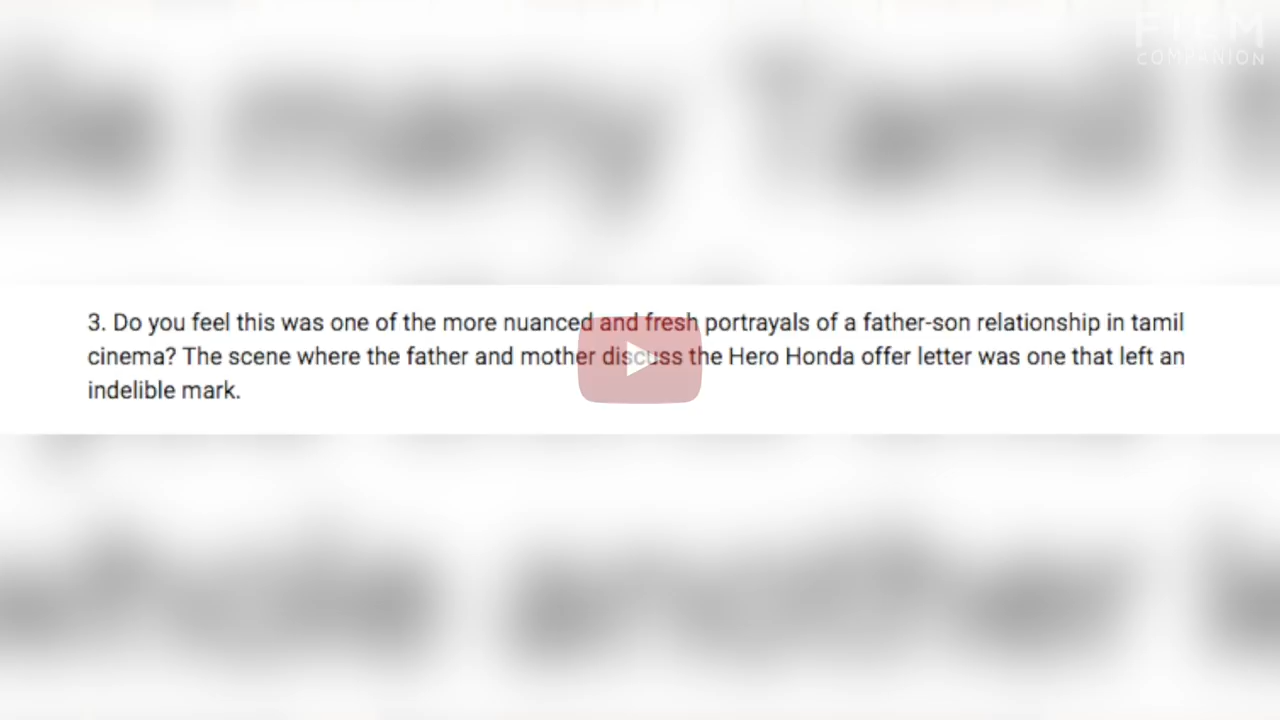 FILM
COMPANION
3. Do you feel this was one of the more nuanced and fresh portrayals of a father-son relationship in tamil
cinema? The scene where the father and mother discuss the Hero Honda offer letter was one that left an
indelible mark.